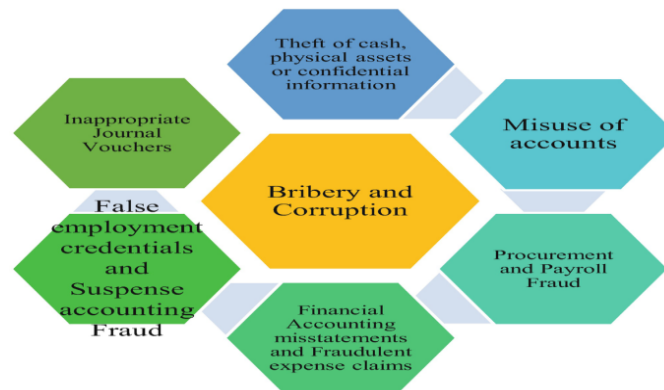 Theft of cash,
physical assets
or confidential
information
Inappropriate
Journal
Vouchers
Misuse of
accounts
Bribery and
Corruption
False
employment
credentials
and
Suspense
accounting
Fraud
Procurement
and Payroll
Fraud
Financial
Accounting
misstatements
and Fraudulent
expense claims